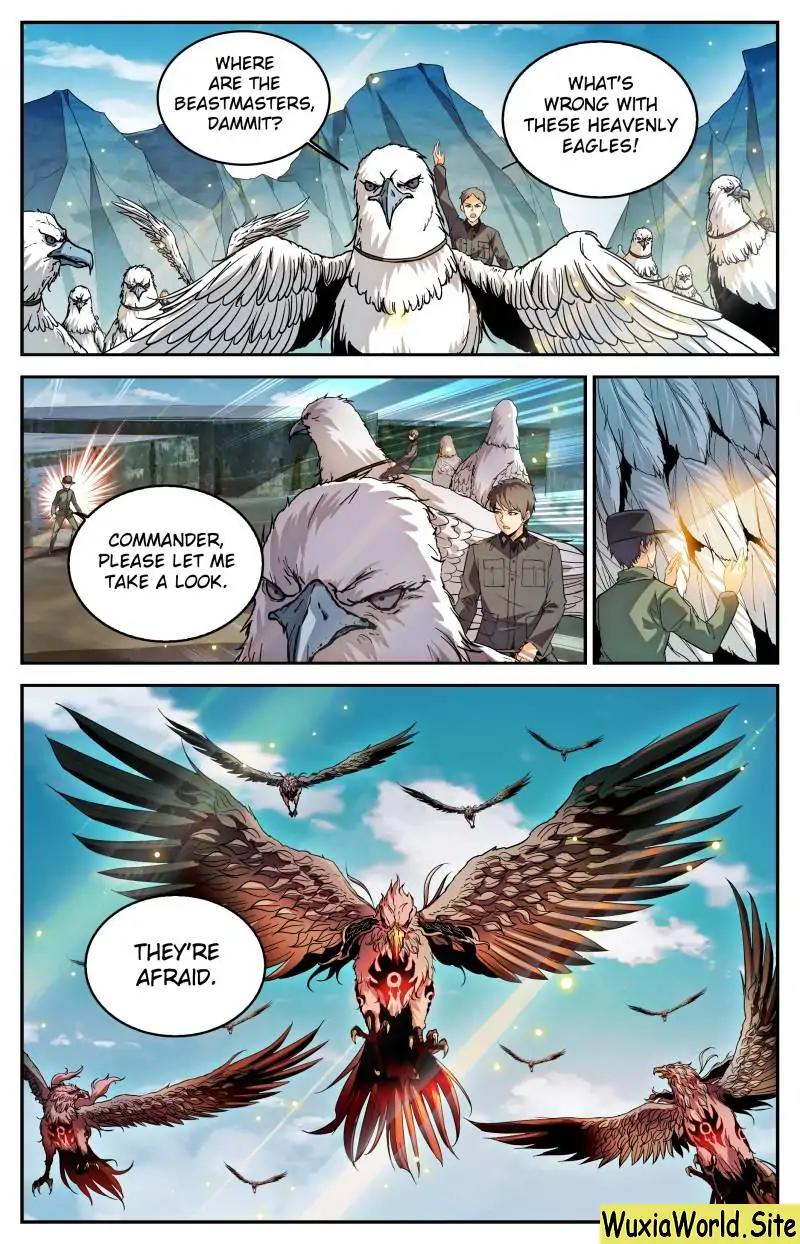 WHERE
ARE THE
BEASTMASTERS,
DAMMIT?
WHAT'S
WRONG WITH
THESE HEAVENLY
EAGLES!
COMMANDER,
PLEASE LET ME
TAKE A LOOK.
THEY'RE
AFRAID.
WuxiaWorld.Site